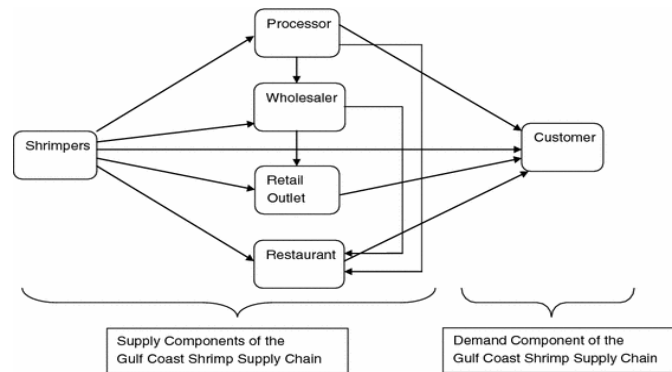 Processor
Wholesaler
Shrimpers
Customer
Retail
Outlet
Restaurant
Supply Components of the
Gulf Coast Shrimp Supply Chain
Demand Component of the
Gulf Coast Shrimp Supply Chain